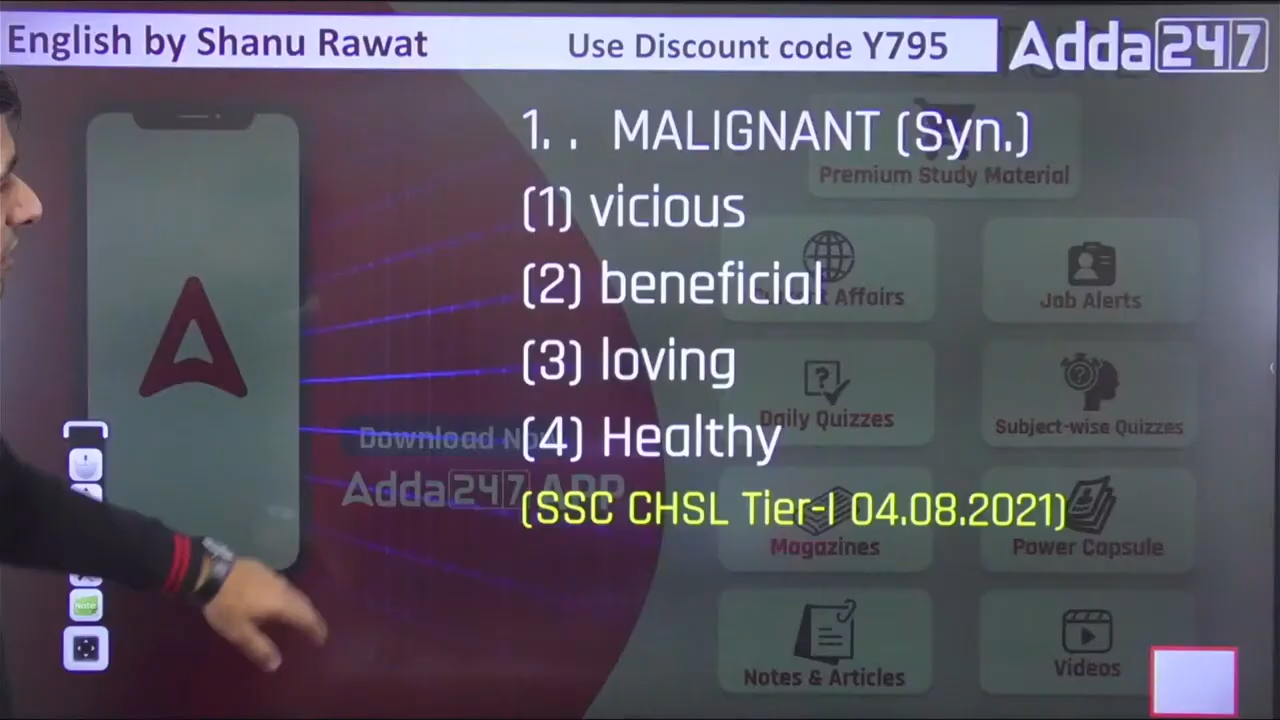 English by Shanu Rawat
Use Discount code Y795
Adda247
1. . MALIGNANT (Syn.)
Premium Study Material
(1) vicious
(2) beneficial
Affairs
Job Alerts
(3) loving
Daily Quizzes
Subject-wise Quizzes
(4) Healthy
Download
Adda247 APP
(SSC CHSL Tier-I 04.08.2021)
Magazines
Power Capsule
Note
Notes & Articles
Videos